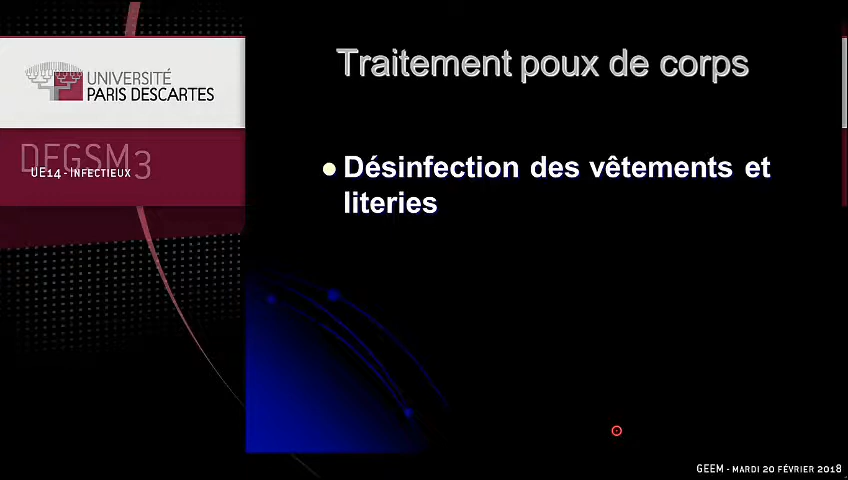 UNIVERSITÉ
PARIS DESCARTES
DFGSM3
UE14 - INFECTIEUX
Traitement poux de corps
Désinfection des vêtements et
literies
GEEM - MARDI 20 FÉVRIER 2018